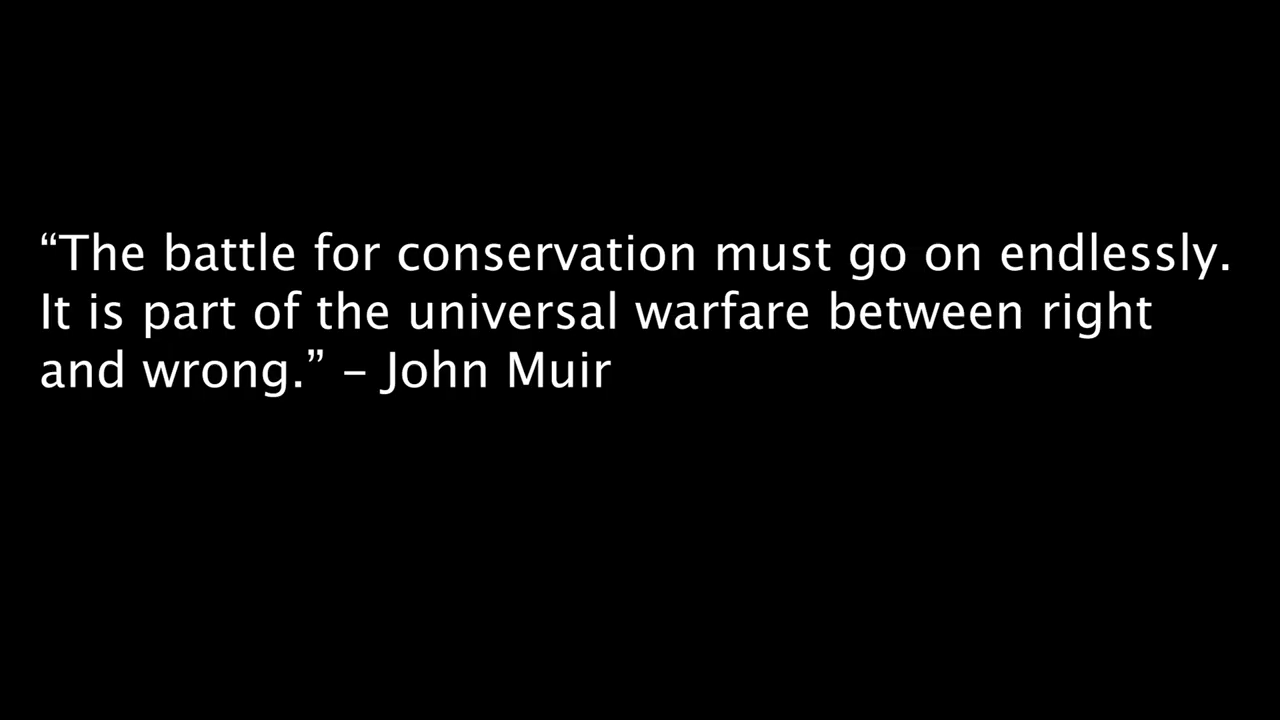 “The battle for conservation must go on endlessly.
It is part of the universal warfare between right
and wrong.” – John Muir